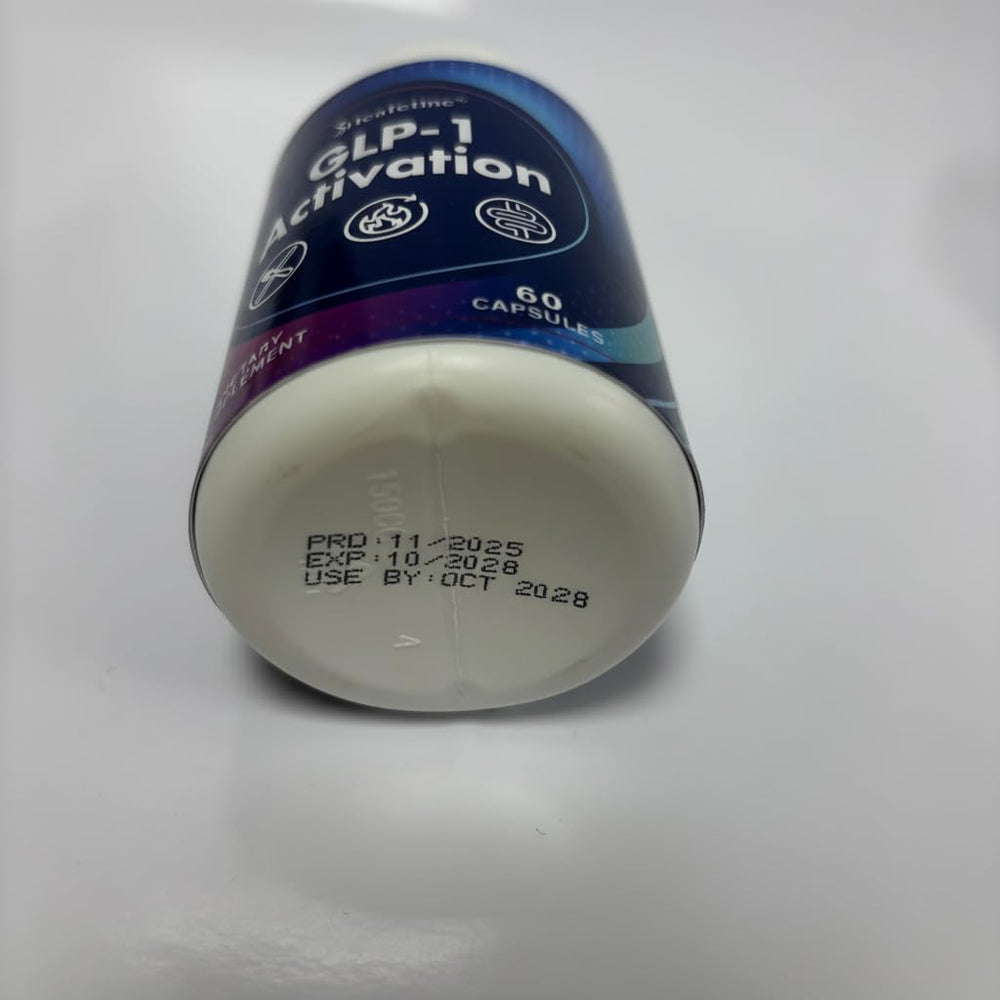 GLP-1
Activation
60
CAPSULES
PRD:11/2025
EXP:10/2028
USE BY:OCT 2028